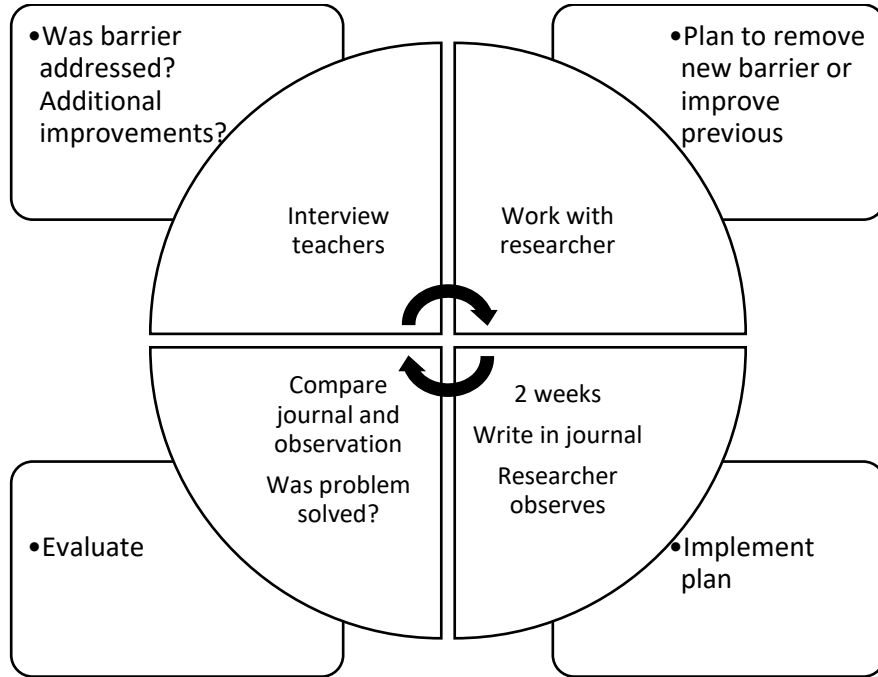 •Was barrier
addressed?
Additional
improvements?
•Plan to remove
new barrier or
improve
previous
Interview
teachers
Work with
researcher
Compare
journal and
observation
Was problem
solved?
2 weeks
Write in journal
Researcher
observes
•Evaluate
•Implement
plan